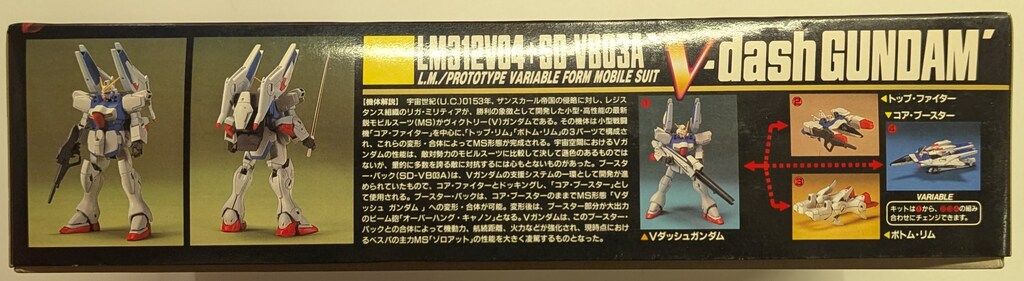 LM312V04+SD-VB03A
L.M./PROTOTYPE VARIABLE FORM MOBILE SUIT
V-dash GUNDAM
【機体解説】 宇宙世紀(U.C.)0153年、ザンスカール帝国の侵略に対し、レジス
タンス組織のリガ・ミリティアが、勝利の象徴として開発した小型・高性能の最新
鋭モビルスーツ(MS)がヴィクトリー(V)ガンダムである。その機体は小型戦闘
機「コア・ファイター」を中心に、「トップ・リム」「ボトム・リム」の3パーツで構成さ
れ、これらの変形・合体によってMS形態が完成される。宇宙空間におけるVガ
ンダムの性能は、敵対勢力のモビルスーツに比較して決して遜色のあるものでは
ないが、量的に多数を誇る敵に対抗するには心もとないものがあった。ブースタ
ー・パック(SD-VB03A)は、Vガンダムの支援システムの一環として開発が進
められていたもので、コア・ファイターとドッキングし、「コア・ブースター」とし
て使用される。ブースター・パックは、コア・ブースターのままでMS形態「Vダ
ッシュ ガンダム」への変形・合体が可能。変形後は、ブースター部分が大出力
のビーム砲「オーバーハング・キャノン」となる。Vガンダムは、このブースター・
パックとの合体によって機動力、航続距離、火力などが強化され、現時点におけ
るベスパの主力MS「ゾロアット」の性能を大きく凌駕するものとなった。
1
▲Vダッシュガンダム
2
3
◀トップ・ファイター
▼コア・ブースター
4
VARIABLE
キットは1から、2・3・4の組み
合わせにチェンジできます。
◀ボトム・リム